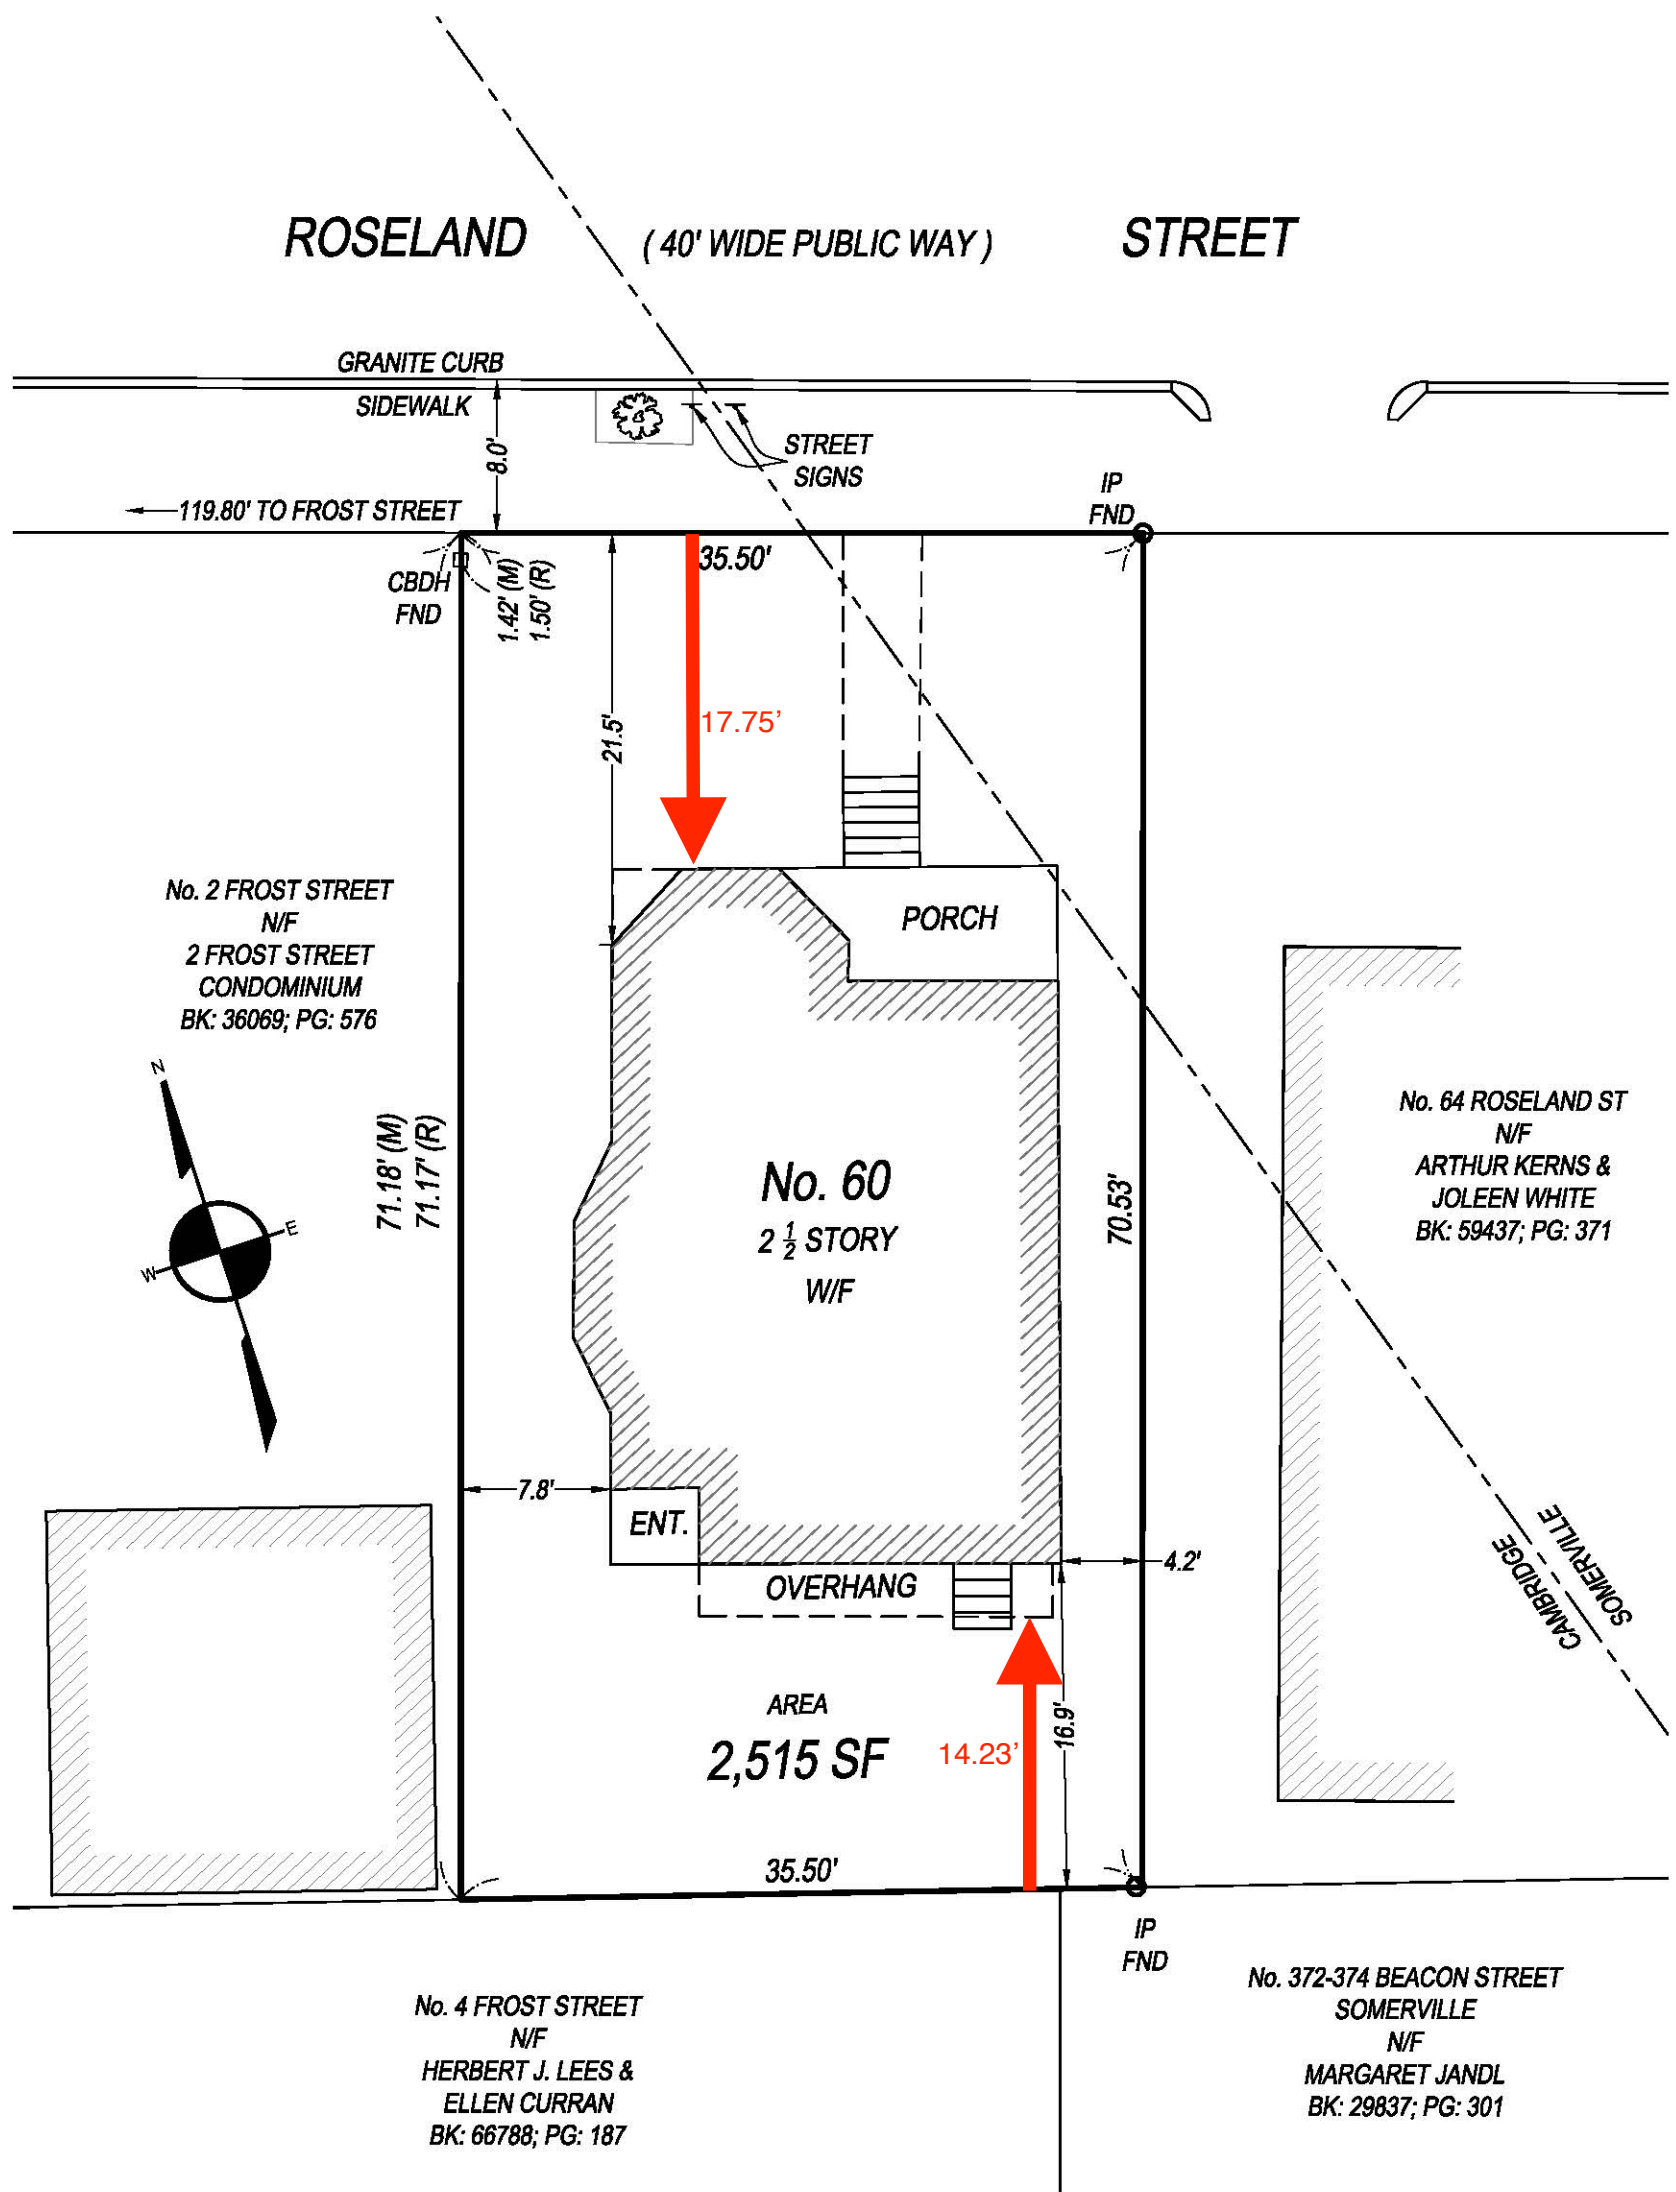 ROSELAND ( 40' WIDE PUBLIC WAY ) STREET
GRANITE CURB
SIDEWALK
8.0'
STREET
SIGNS
IP
FND
119.80' TO FROST STREET
35.50'
CBDH
FND
1.42' (M)
1.50' (R)
21.5'
17.75’
No. 2 FROST STREET
N/F
2 FROST STREET
CONDOMINIUM
BK: 36069; PG: 576
PORCH
N
E
W
71.18' (M)
71.17' (R)
No. 60
2 1/2 STORY
W/F
70.53'
No. 64 ROSELAND ST
N/F
ARTHUR KERNS &
JOLEEN WHITE
BK: 59437; PG: 371
7.8'
ENT.
4.2'
OVERHANG
SOMERVILLE
CAMBRIDGE
AREA
2,515 SF
14.23’
16.9'
35.50'
IP
FND
No. 4 FROST STREET
N/F
HERBERT J. LEES &
ELLEN CURRAN
BK: 66788; PG: 187
No. 372-374 BEACON STREET
SOMERVILLE
N/F
MARGARET JANDL
BK: 29837; PG: 301